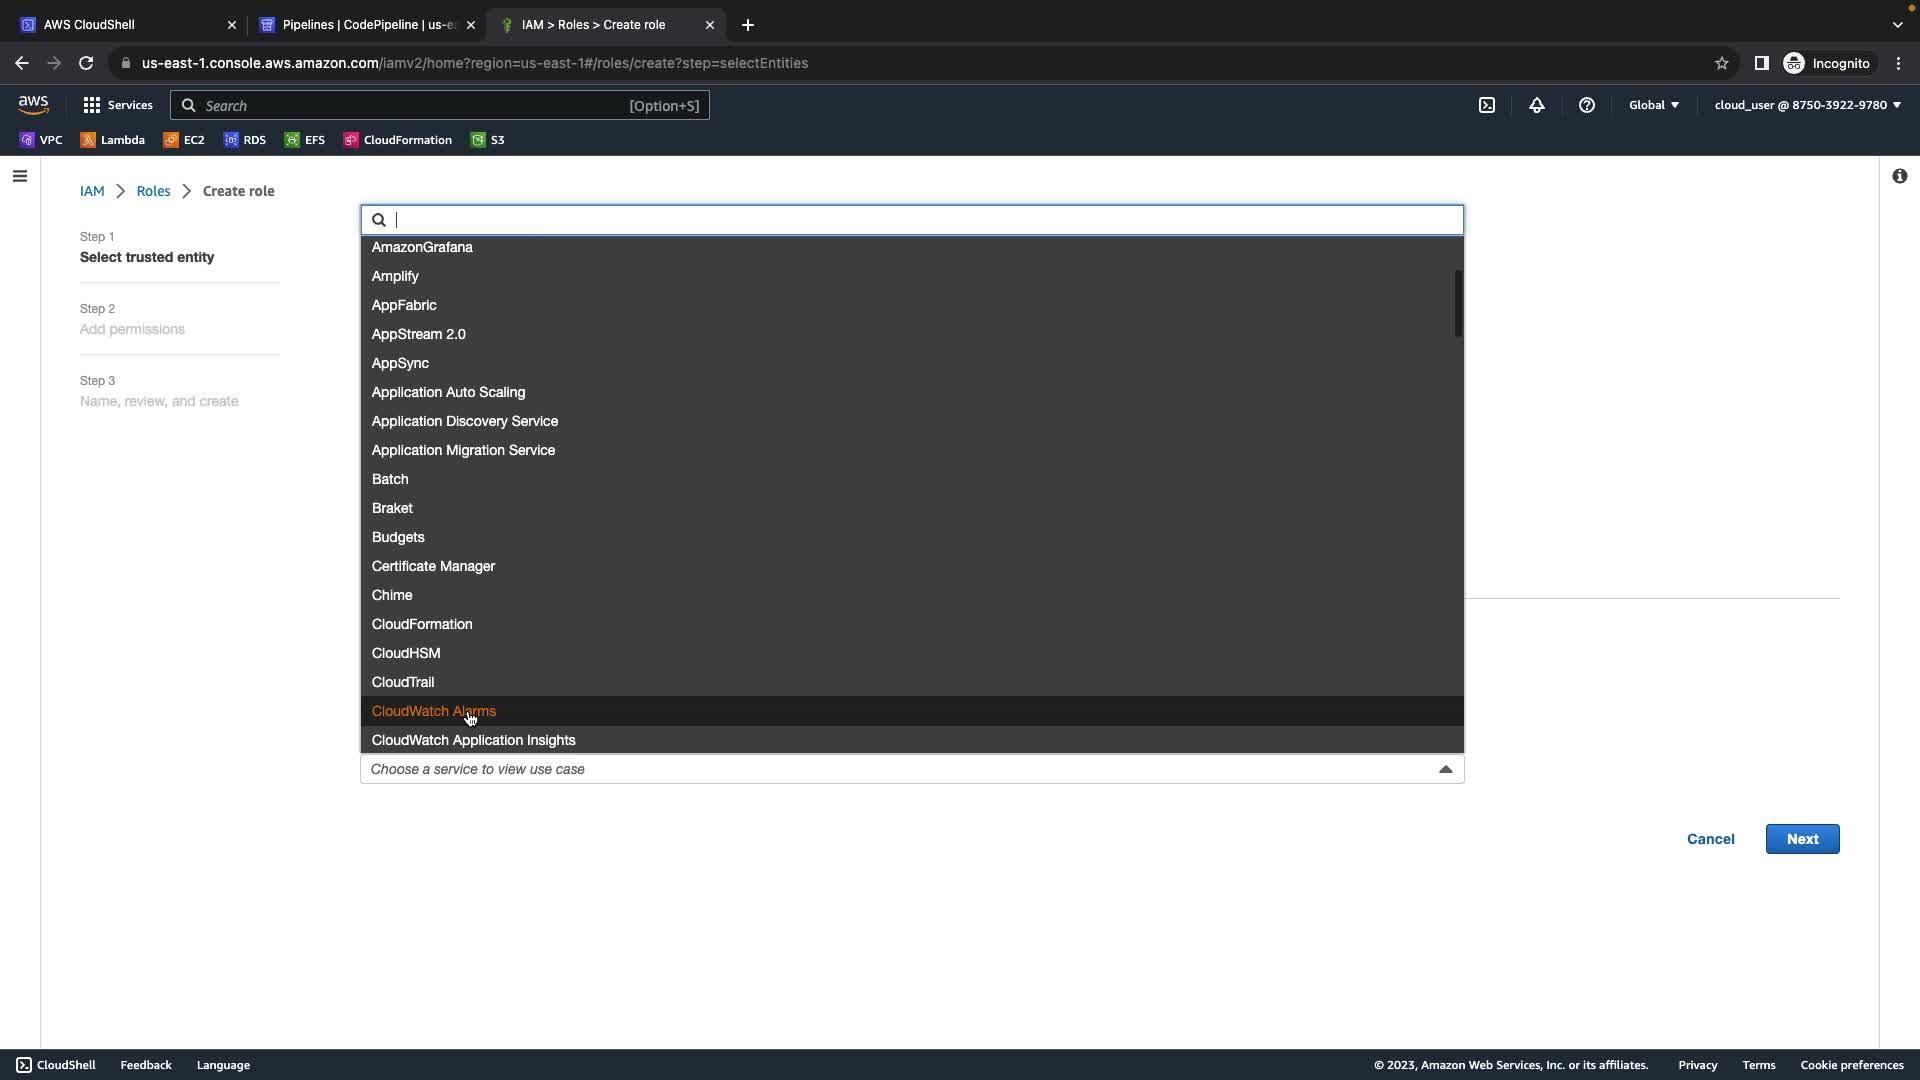 AWS CloudShell
Pipelines | CodePipeline | us-ea
IAM > Roles > Create role
us-east-1.console.aws.amazon.com/iamv2/home?region=us-east-1#/roles/create?step=selectEntities
Incognito
aws
Services
Search
[Option+S]
Global
cloud_user @ 8750-3922-9780
VPC
Lambda
EC2
RDS
EFS
CloudFormation
S3
IAM
Roles
Create role
Step 1
Select trusted entity
Step 2
Add permissions
Step 3
Name, review, and create
AmazonGrafana
Amplify
AppFabric
AppStream 2.0
AppSync
Application Auto Scaling
Application Discovery Service
Application Migration Service
Batch
Braket
Budgets
Certificate Manager
Chime
CloudFormation
CloudHSM
CloudTrail
CloudWatch Alarms
CloudWatch Application Insights
Choose a service to view use case
Cancel
Next
CloudShell
Feedback
Language
© 2023, Amazon Web Services, Inc. or its affiliates.
Privacy
Terms
Cookie preferences